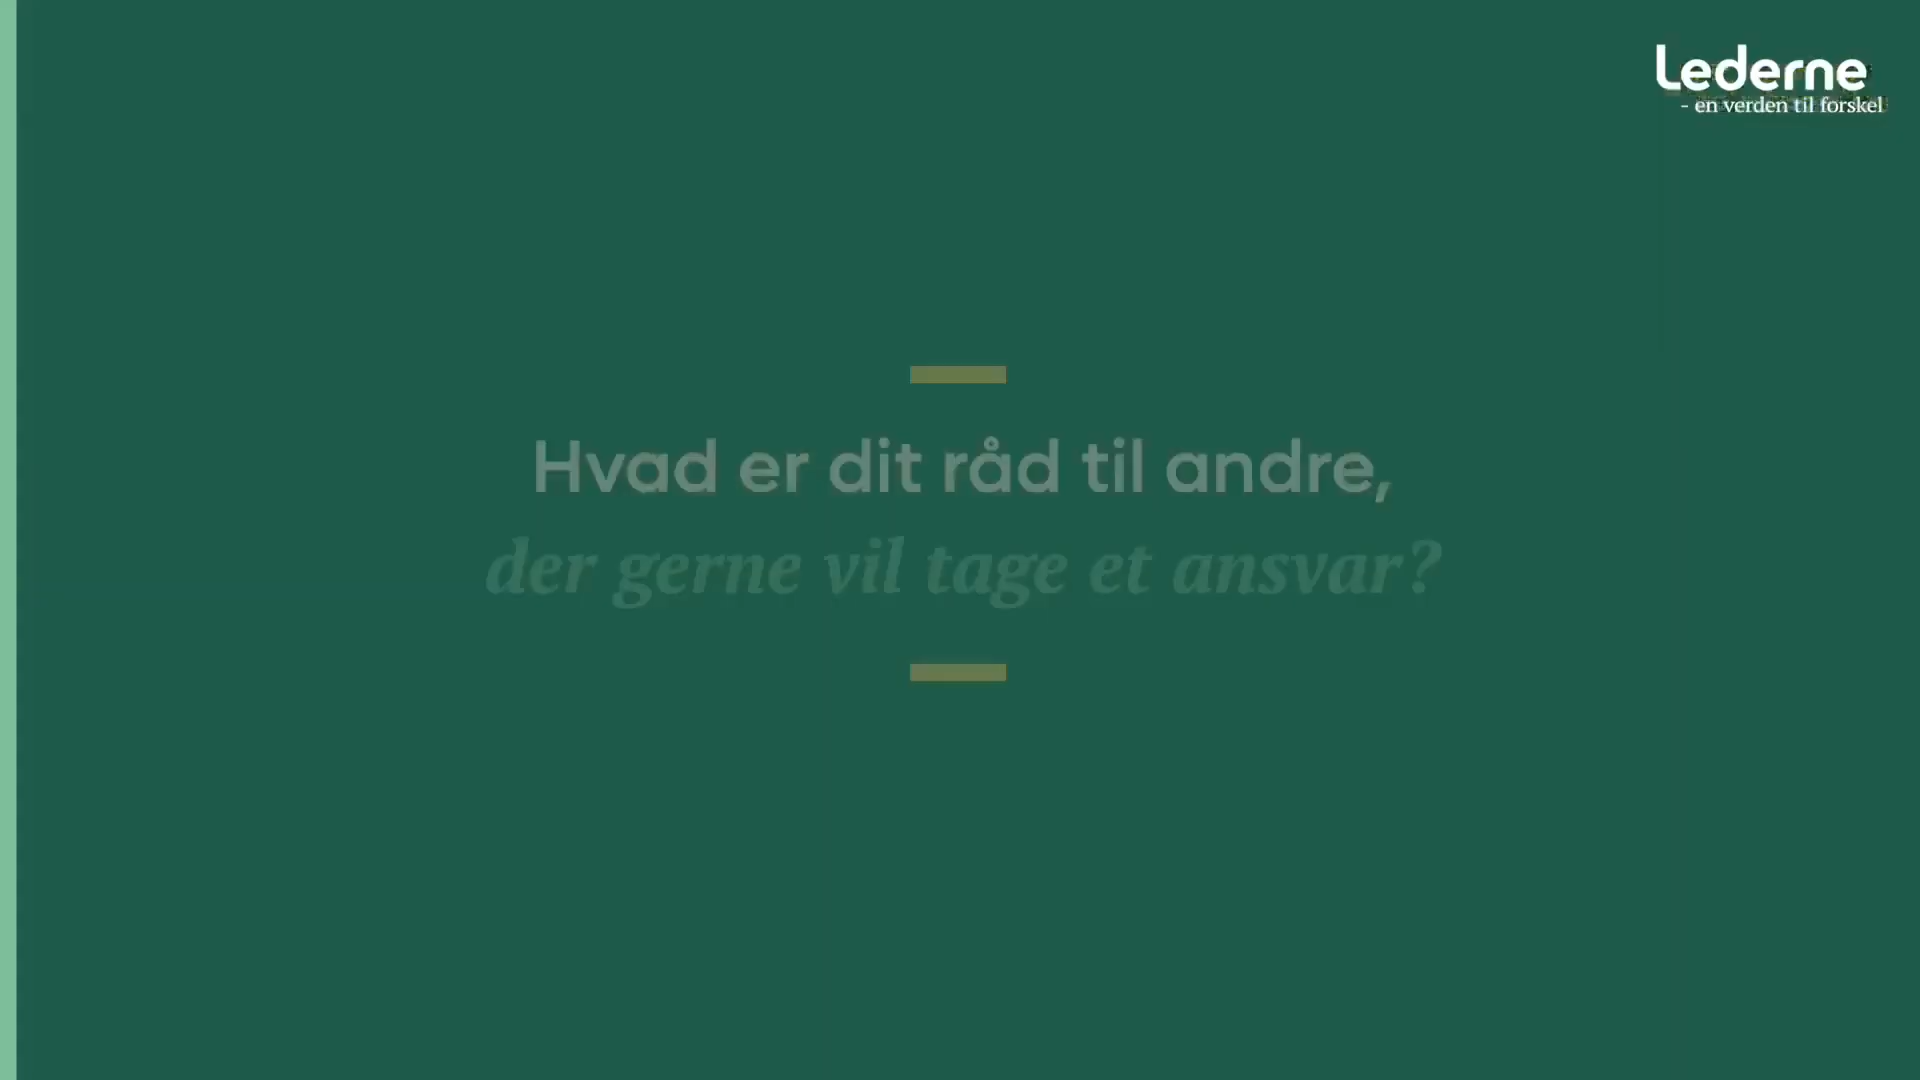 Lederne
- en verden til forskel
Hvad er dit råd til andre,
der gerne vil tage et ansvar?